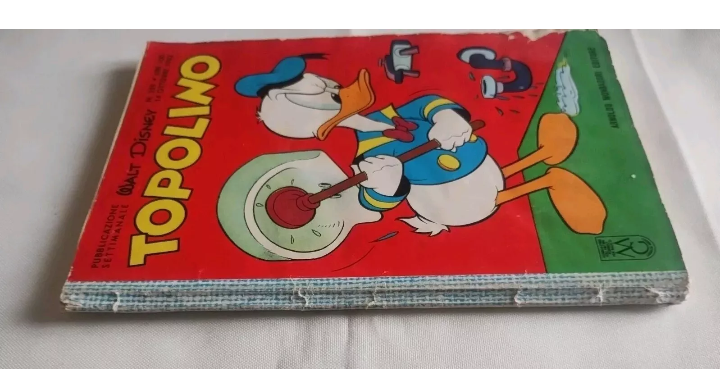 PUBBLICAZIONE
SETTIMANALE
WALT DISNEY
TOPOLINO
ARNOLDO MONDADORI EDITORE